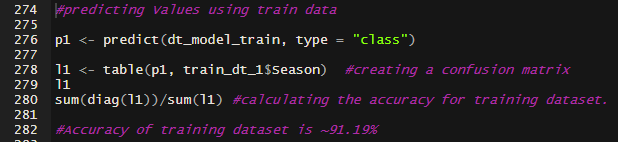 274 #predicting Values using train data
275
276 p1 <- predict(dt_model_train, type = "class")
277
278 l1 <- table(p1, train_dt_1$Season)  #creating a confusion matrix
279 l1
280 sum(diag(l1))/sum(l1) #calculating the accuracy for training dataset.
281
282 #Accuracy of training dataset is ~91.19%